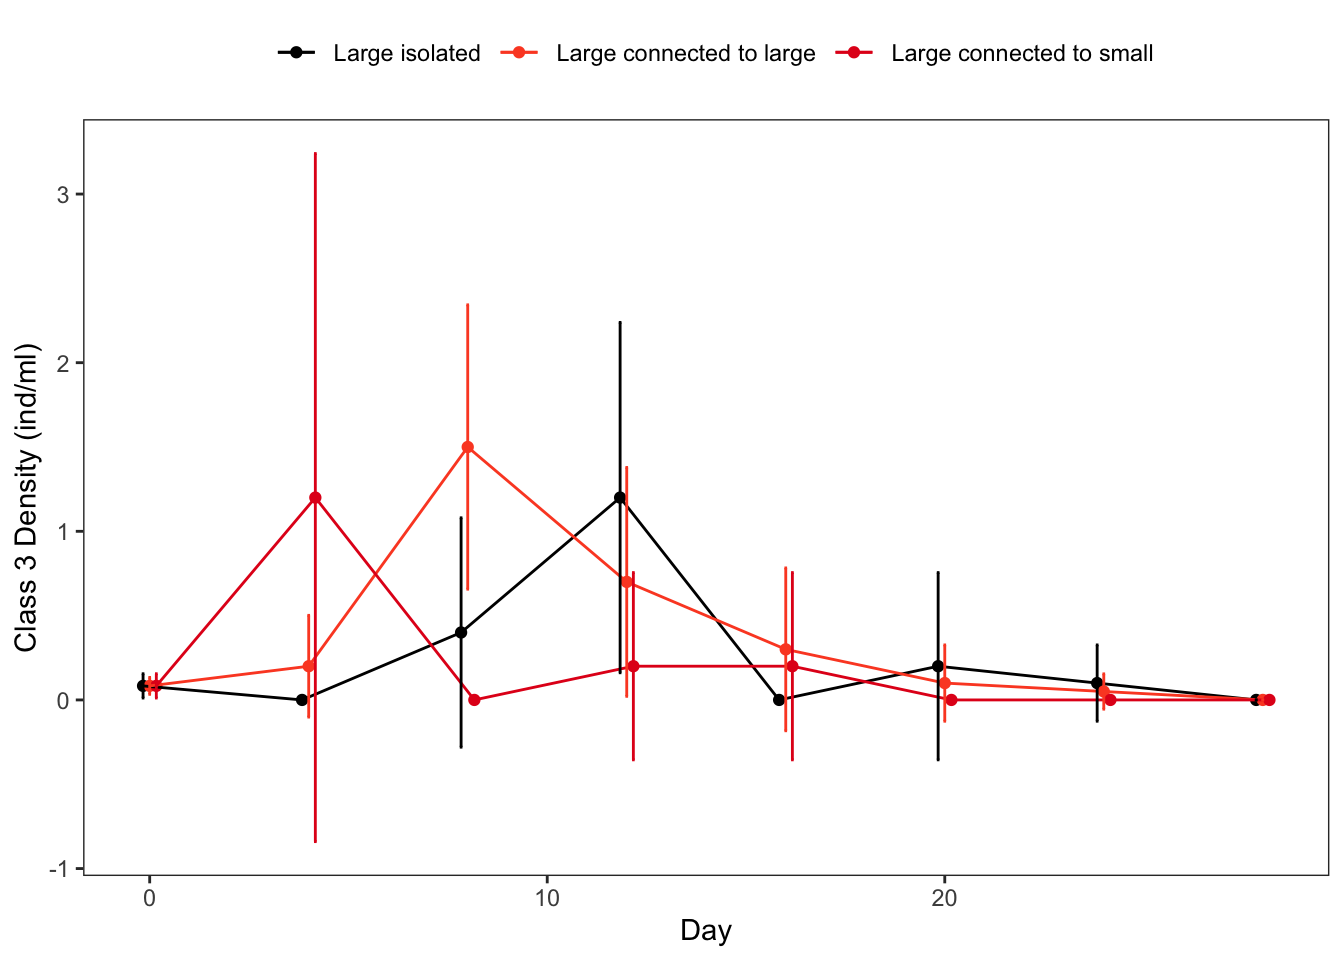 Large isolated Large connected to large Large connected to small
3
2
1
0
-1
Class 3 Density (ind/ml)
0 10 20
Day